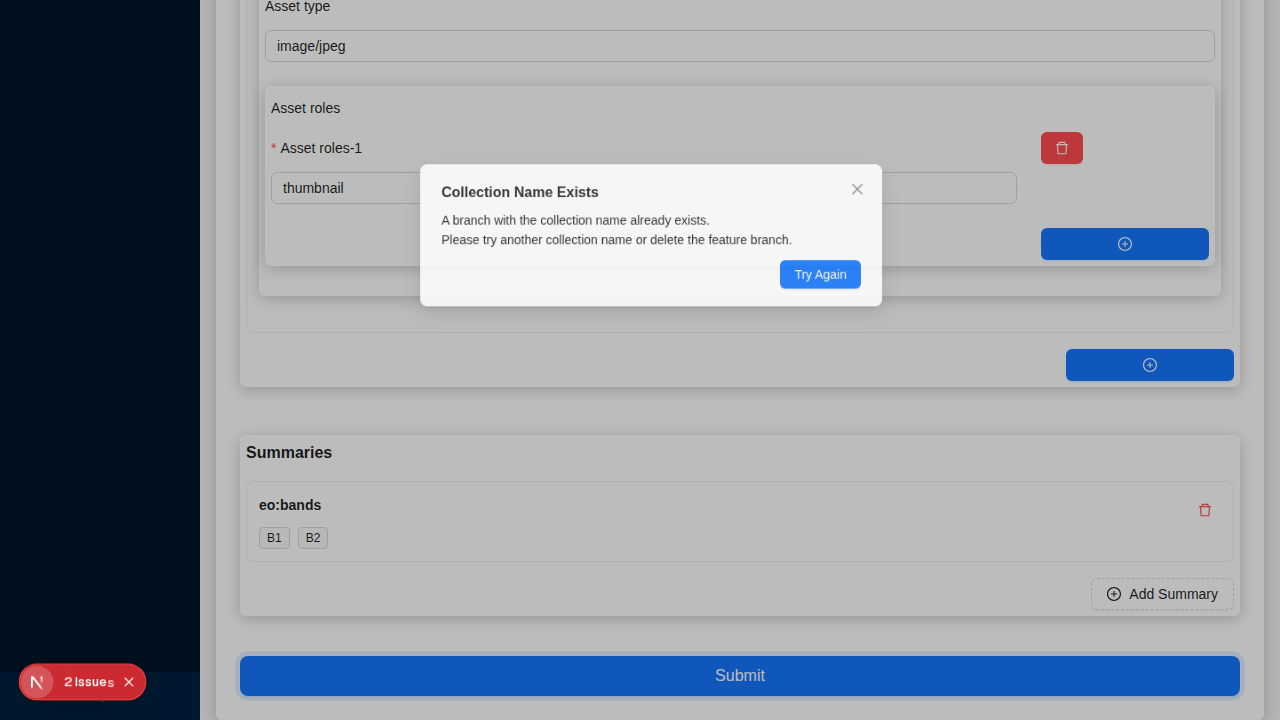 Asset type
image/jpeg
Asset roles
* Asset roles-1
thumbnail
Collection Name Exists
A branch with the collection name already exists.
Please try another collection name or delete the feature branch.
Try Again
Summaries
eo:bands
B1 B2
Add Summary
Submit
N 2 Issues